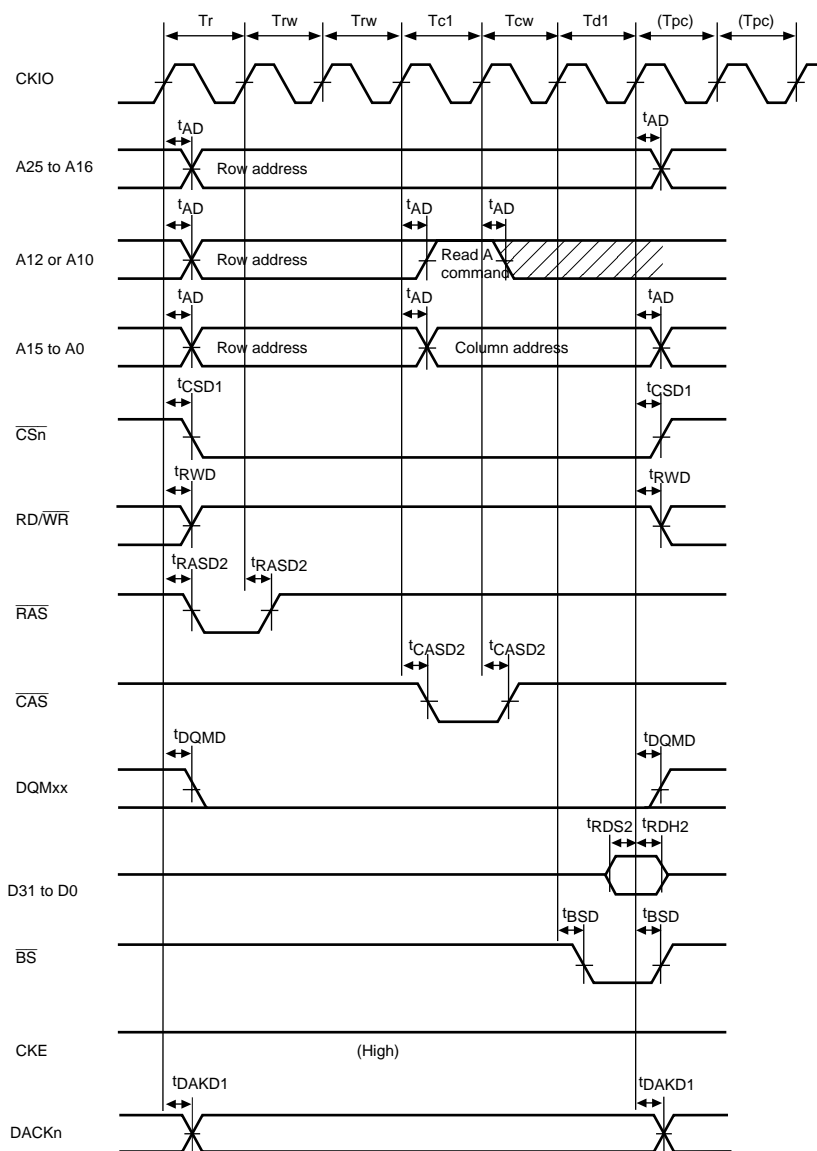 Tr Trw Trw Tc1 Tcw Td1 (Tpc) (Tpc)
CKIO
tAD tAD
A25 to A16 Row address
tAD tAD tAD
A12 or A10 Row address Read A
command
tAD tAD tAD
A15 to A0 Row address Column address
tCSD1 tCSD1
CSn
tRWD tRWD
RD/WR
tRASD2 tRASD2
RAS
tCASD2 tCASD2
CAS
tDQMD tDQMD
DQMxx
tRDS2 tRDH2
D31 to D0
tBSD tBSD
BS
CKE (High)
tDAKD1 tDAKD1
DACKn